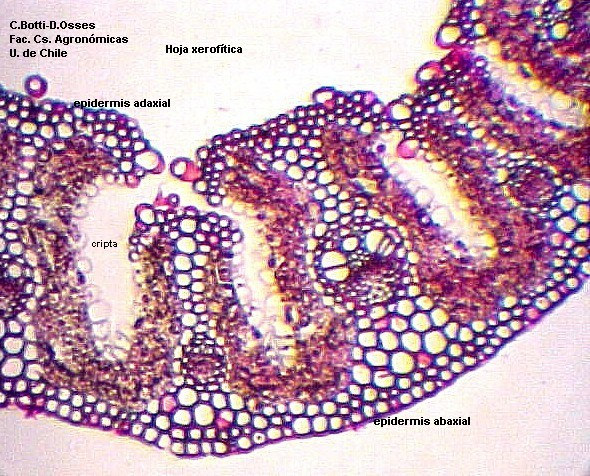 C.Botti-D.Osses
Fac. Cs. Agronómicas
U. de Chile
Hoja xerofítica
epidermis adaxial
cripta
epidermis abaxial